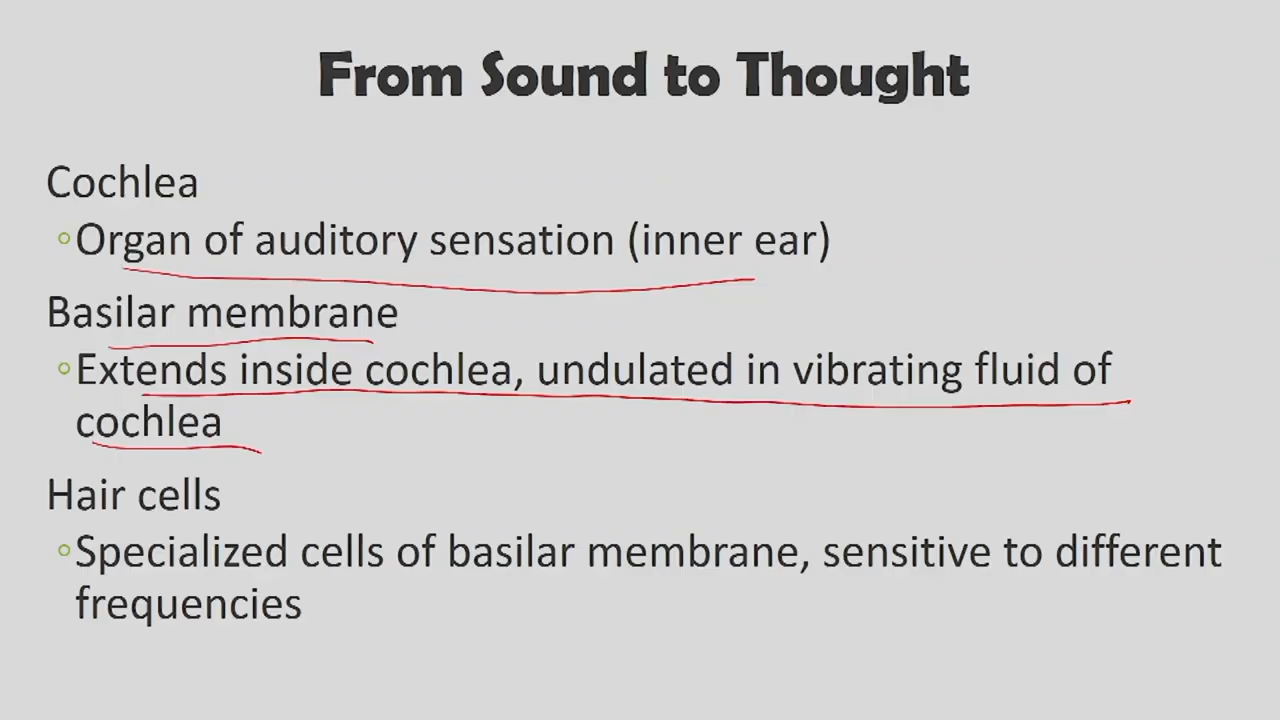 From Sound to Thought
Cochlea
◦Organ of auditory sensation (inner ear)
Basilar membrane
◦Extends inside cochlea, undulated in vibrating fluid of
cochlea
Hair cells
◦Specialized cells of basilar membrane, sensitive to different
frequencies